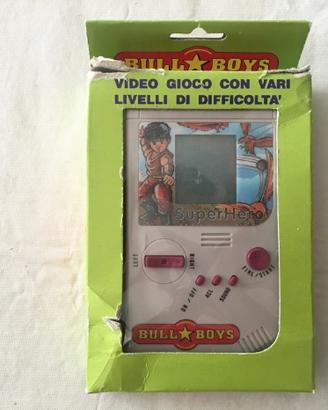 BULL★BOYS
VIDEO GIOCO CON VARI
LIVELLI DI DIFFICOLTA'
SuperHero
LEFT
RIGHT
ON / OFF
ACL
SOUND
FIRE/START
BULL★BOYS